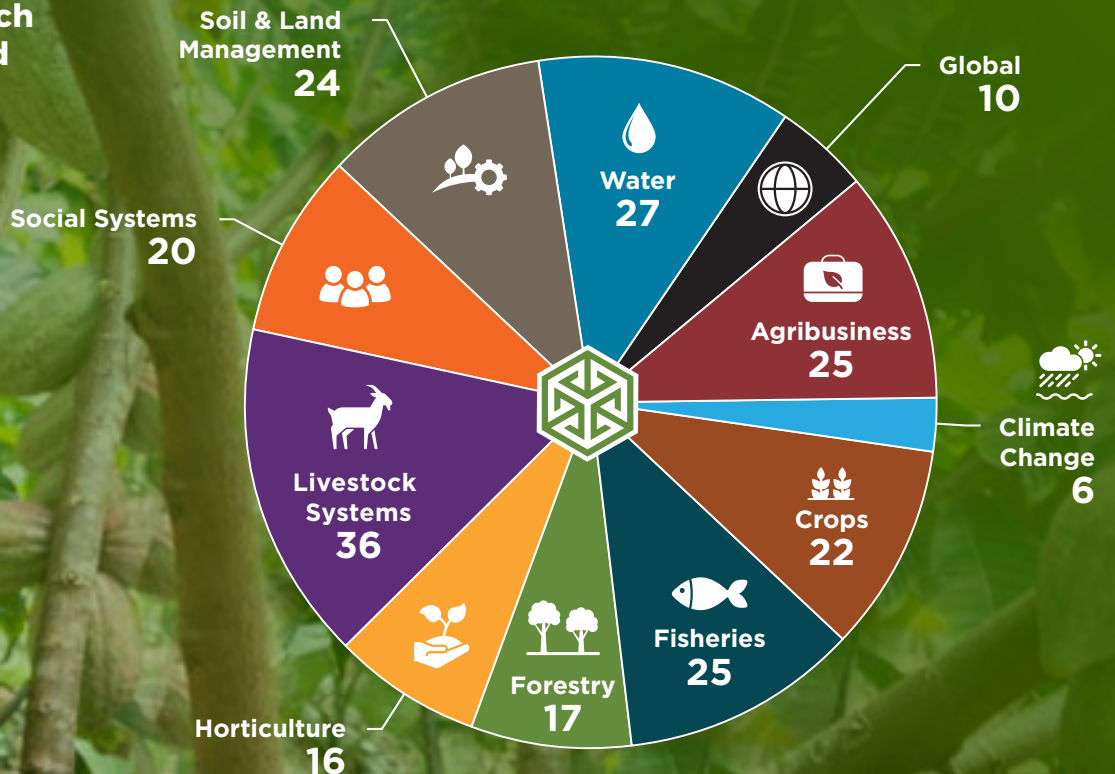 Soil & Land
Management
24
Global
10
Water
27
Social Systems
20
Agribusiness
25
Climate
Change
6
Livestock
Systems
36
Crops
22
Fisheries
25
Forestry
17
Horticulture
16